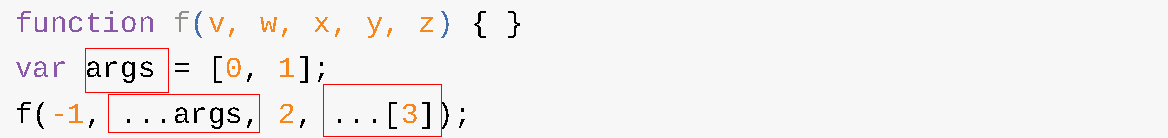 function f(v, w, x, y, z) { }
var args = [0, 1];
f(-1, ...args, 2, ...[3]);